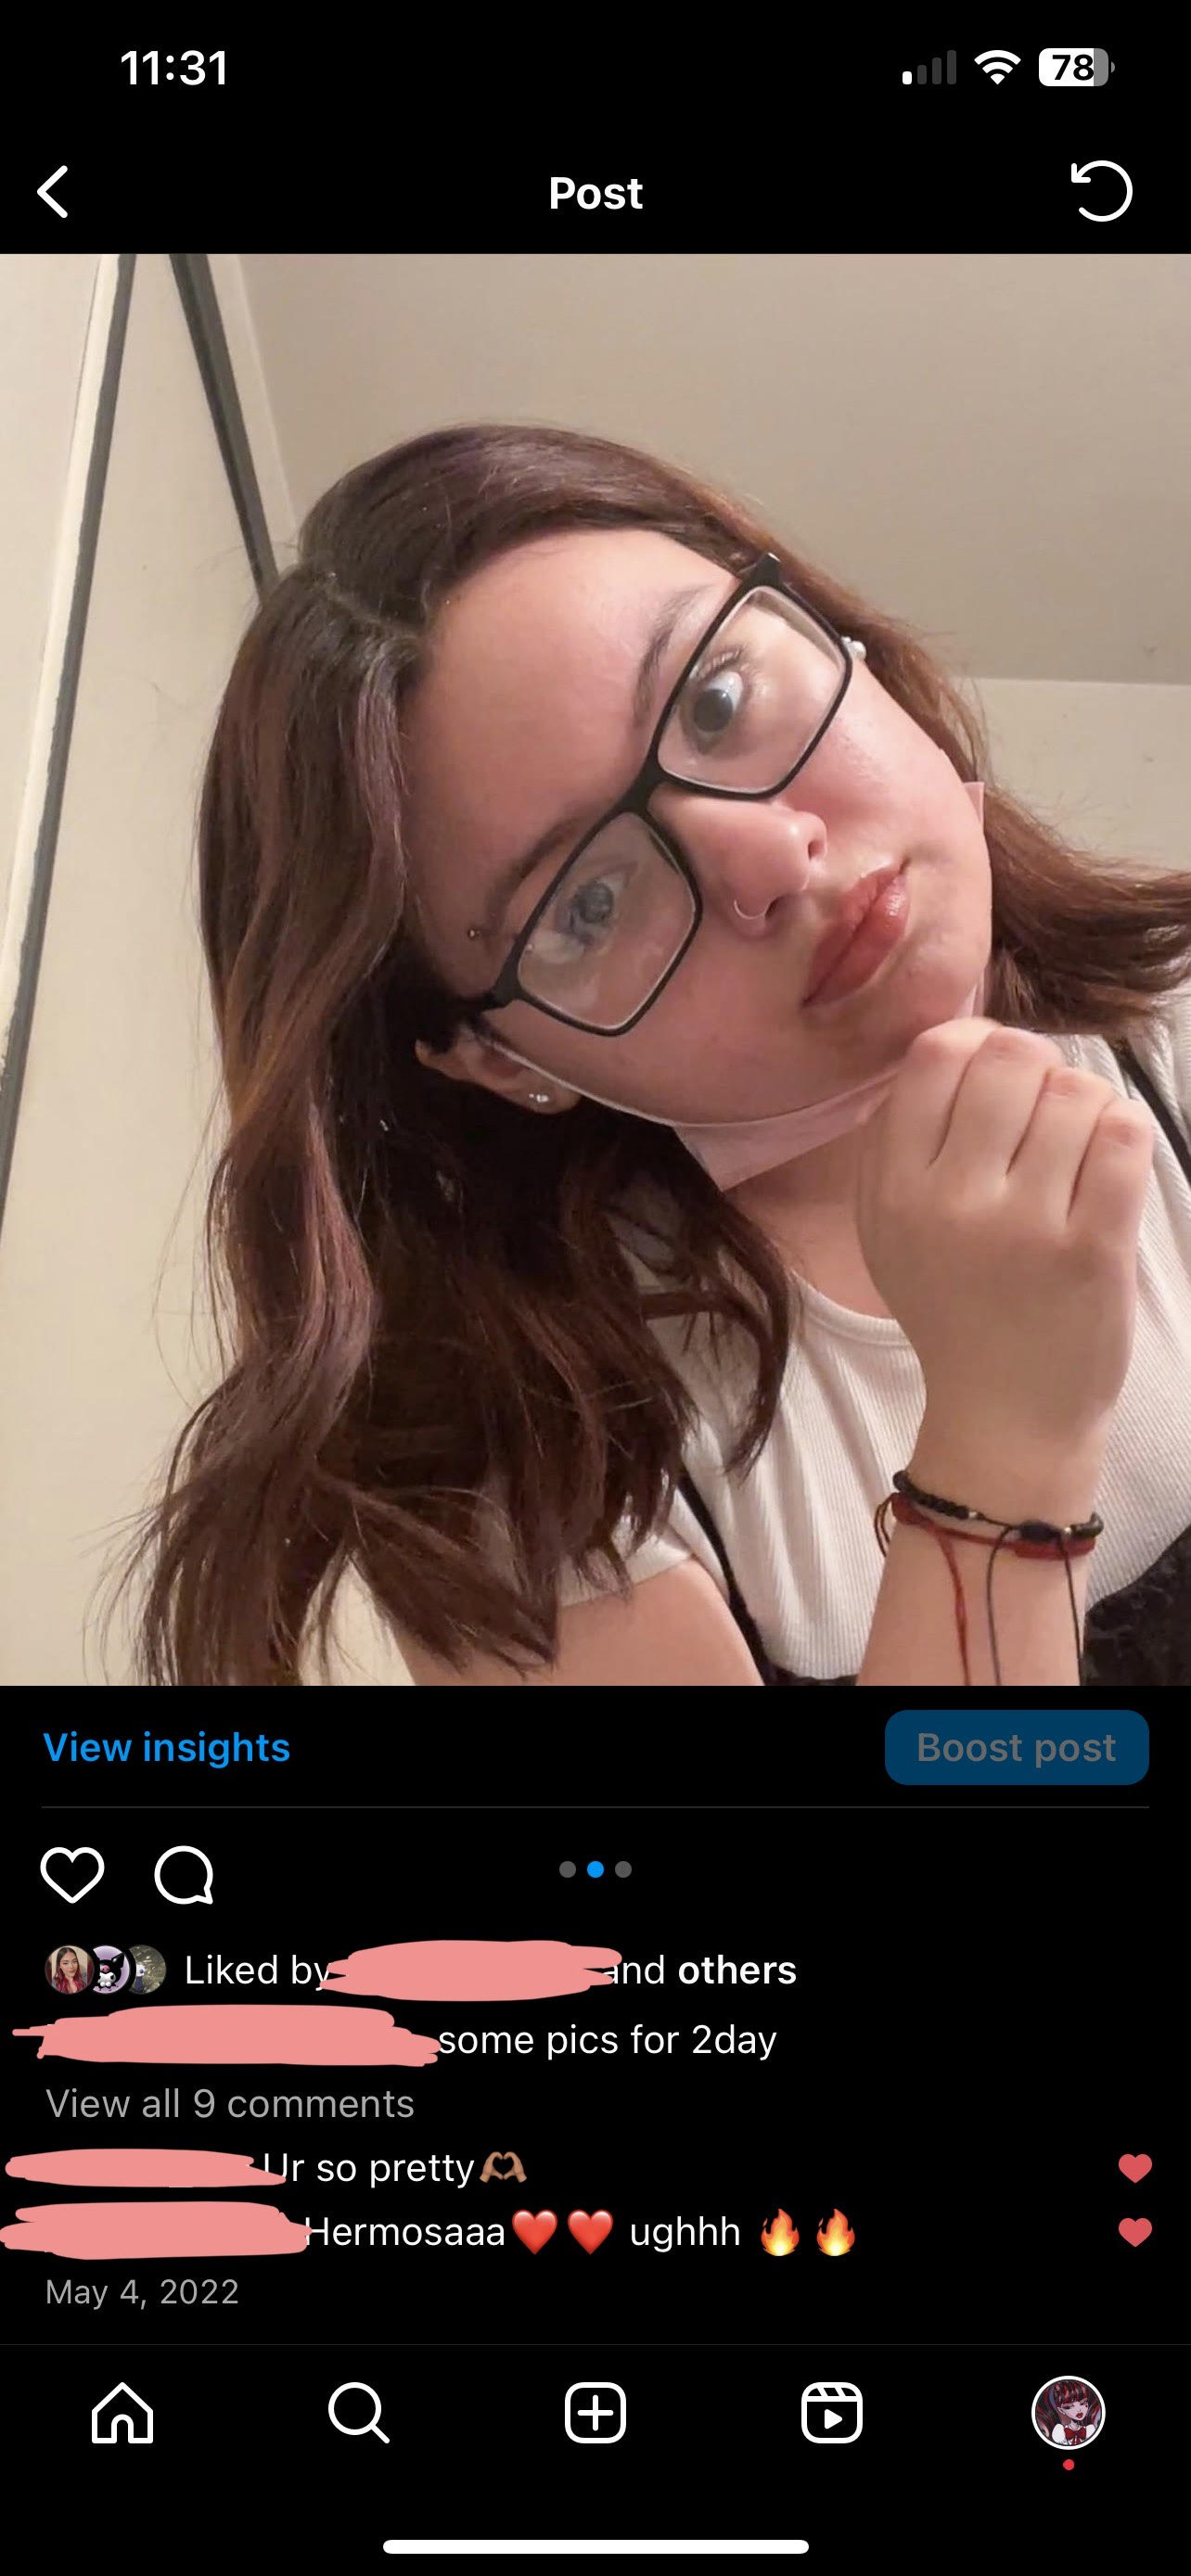 11:31
78
Post
View insights
Boost post
Liked by and others
some pics for 2day
View all 9 comments
Ur so pretty🫶🏽
Hermosaaa❤️❤️ ughhh 🔥🔥
May 4, 2022